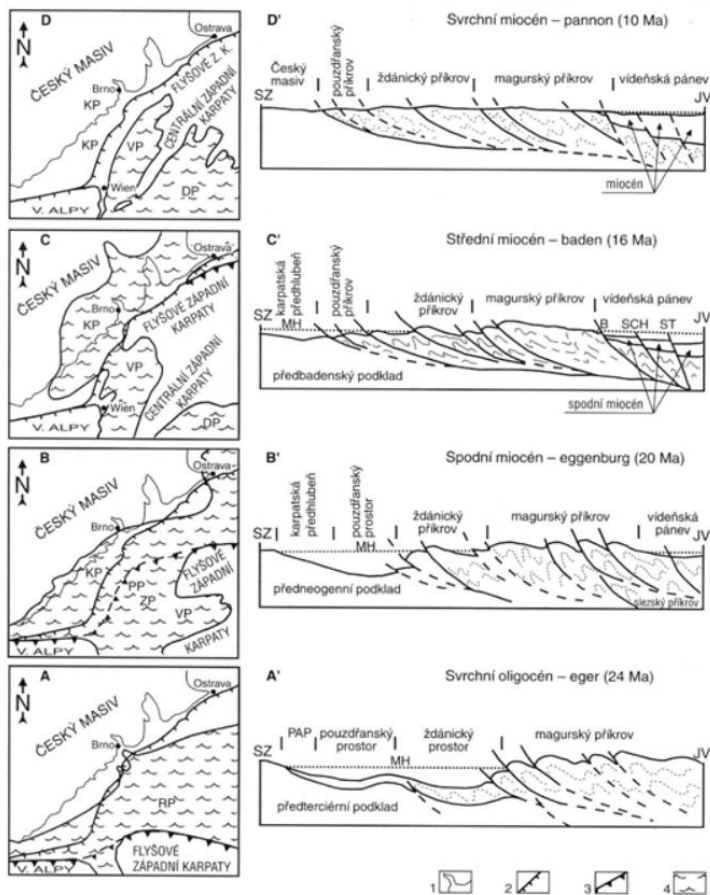 D
N
Ostrava
ČESKÝ MASIV
Brno
FLYŠOVÉ Z. K.
CENTRÁLNÍ ZÁPADNÍ
KARPATY
KP
KP
VP
Wien
DP
V. ALPY
D'
Svrchní miocén – pannon (10 Ma)
Český
masiv
pouzdřanský
příkrov
ždánický příkrov
magurský příkrov
vídeňská pánev
SZ
JV
miocén
C
N
Ostrava
ČESKÝ MASIV
Brno
KP
FLYŠOVÉ ZÁPADNÍ
KARPATY
VP
CENTRÁLNÍ ZÁPADNÍ
KARPATY
Wien
V. ALPY
DP
C'
Střední miocén – baden (16 Ma)
karpatská
předhlubeň
pouzdřanský
příkrov
ždánický
příkrov
magurský příkrov
vídeňská pánev
SZ
MH
B
SCH
ST
JV
předbadenský podklad
spodní miocén
B
N
Ostrava
ČESKÝ MASIV
Brno
KP
PP
ZP
FLYŠOVÉ
ZÁPADNÍ
VP
KARPATY
V. ALPY
B'
Spodní miocén – eggenburg (20 Ma)
karpatská
předhlubeň
pouzdřanský
prostor
ždánický
příkrov
magurský příkrov
vídeňská
pánev
SZ
MH
JV
předneogenní podklad
slezský příkrov
A
N
Ostrava
ČESKÝ MASIV
Brno
RP
V. ALPY
FLYŠOVÉ
ZÁPADNÍ KARPATY
A'
Svrchní oligocén – eger (24 Ma)
PAP
pouzdřanský
prostor
ždánický
prostor
magurský příkrov
SZ
MH
JV
předterciérní podklad
1
2
3
4